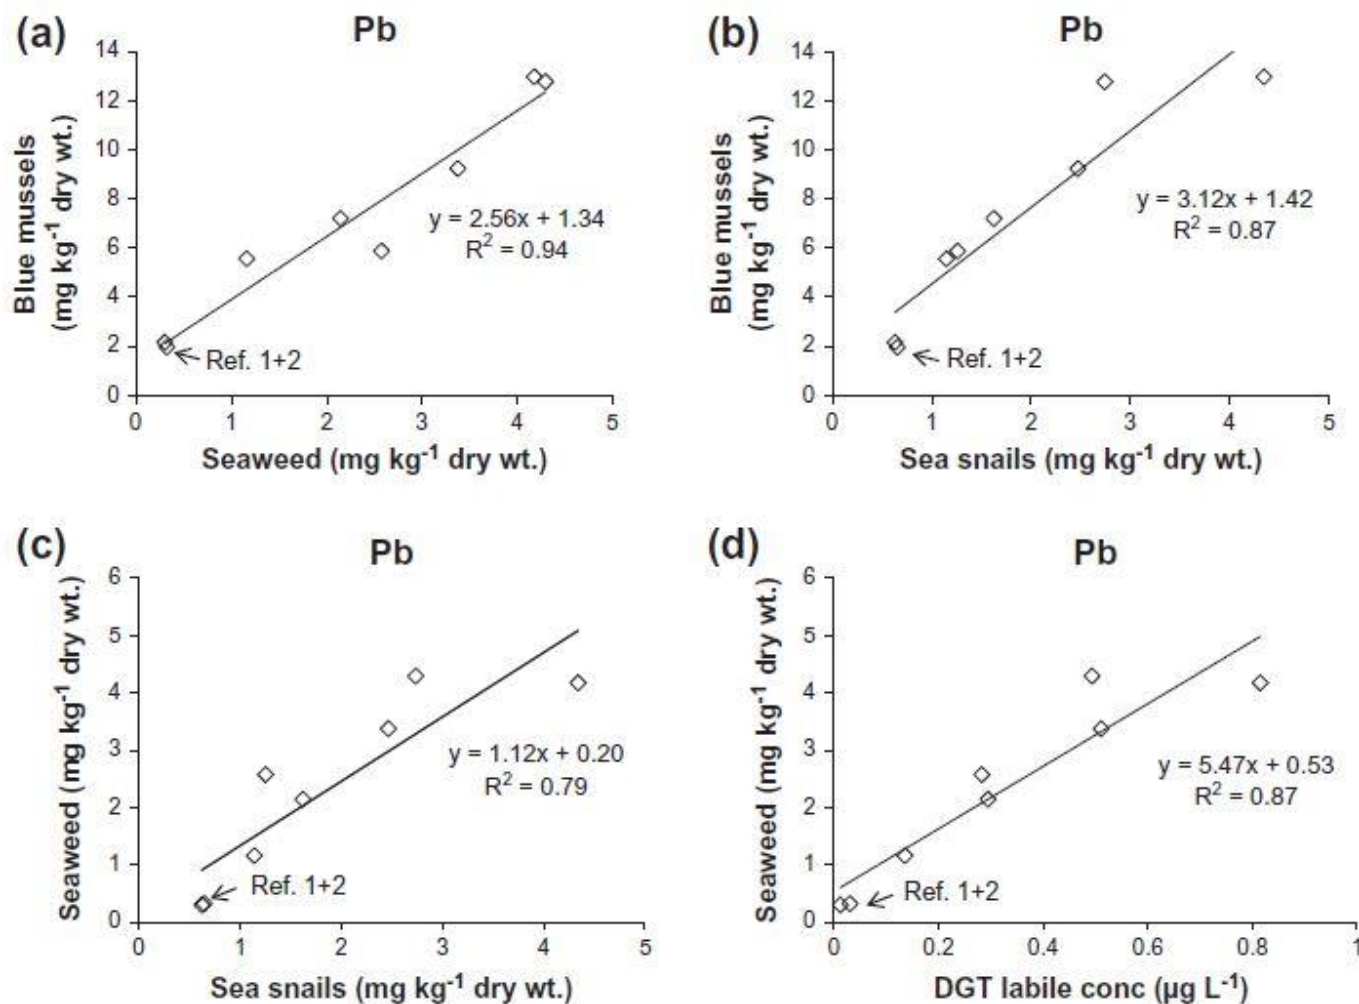 (a)
Pb
14
12
10
8
6
4
2
0
0 1 2 3 4 5
Blue mussels
(mg kg⁻¹ dry wt.)
y = 2.56x + 1.34
R² = 0.94
Ref. 1+2
Seaweed (mg kg⁻¹ dry wt.)
(b)
Pb
14
12
10
8
6
4
2
0
0 1 2 3 4 5
Blue mussels
(mg kg⁻¹ dry wt.)
y = 3.12x + 1.42
R² = 0.87
Ref. 1+2
Sea snails (mg kg⁻¹ dry wt.)
(c)
Pb
6
5
4
3
2
1
0
0 1 2 3 4 5
Seaweed (mg kg⁻¹ dry wt.)
y = 1.12x + 0.20
R² = 0.79
Ref. 1+2
Sea snails (mg kg⁻¹ dry wt.)
(d)
Pb
6
5
4
3
2
1
0
0 0.2 0.4 0.6 0.8 1
Seaweed (mg kg⁻¹ dry wt.)
y = 5.47x + 0.53
R² = 0.87
Ref. 1+2
DGT labile conc (µg L⁻¹)